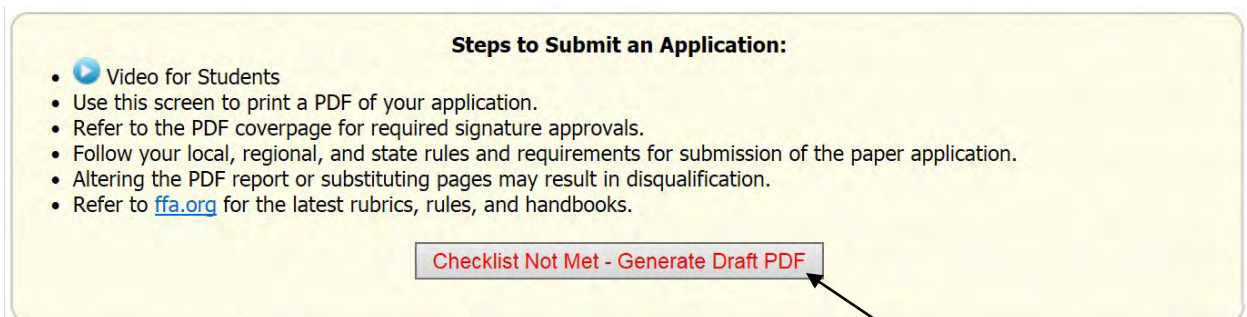 Steps to Submit an Application:
• Video for Students
• Use this screen to print a PDF of your application.
• Refer to the PDF coverpage for required signature approvals.
• Follow your local, regional, and state rules and requirements for submission of the paper application.
• Altering the PDF report or substituting pages may result in disqualification.
• Refer to ffa.org for the latest rubrics, rules, and handbooks.
Checklist Not Met - Generate Draft PDF